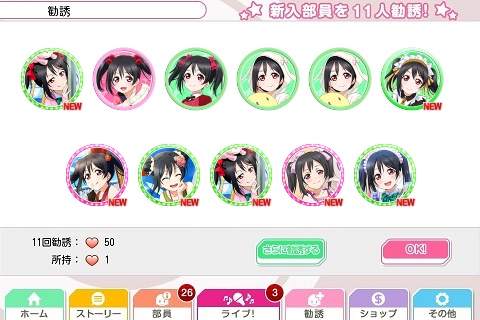 勧誘
新入部員を11人勧誘!
NEW
NEW
NEW
NEW
NEW
NEW
NEW
11回勧誘: 50
所持: 1
さらに勧誘する
OK!
26
3
ホーム
ストーリー
部員
ライブ!
勧誘
ショップ
$
その他